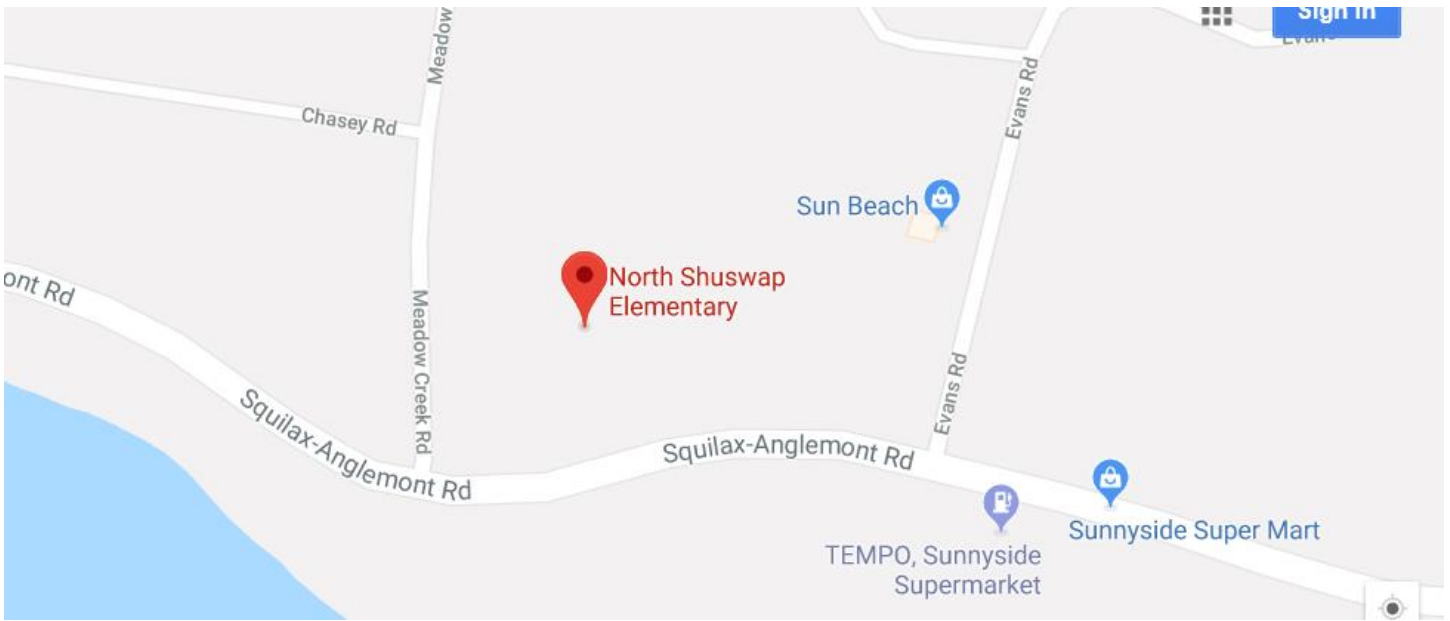 Sign in
Evans
Meadow
Evans Rd
Chasey Rd
Sun Beach
North Shuswap
Elementary
ont Rd
Meadow Creek Rd
Evans Rd
Squilax-Anglemont Rd
Squilax-Anglemont Rd
Sunnyside Super Mart
TEMPO, Sunnyside
Supermarket